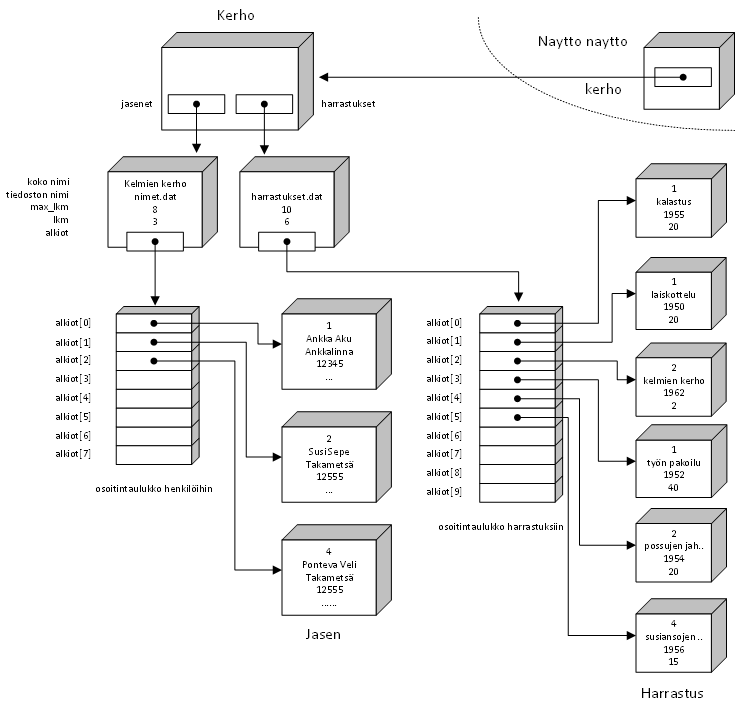 Kerho
Naytto naytto
kerho
jasenet
harrastukset
koko nimi
tiedoston nimi
max_lkm
lkm
alkiot
Kelmien kerho
nimet.dat
8
3
harrastukset.dat
10
6
alkiot[0]
alkiot[1]
alkiot[2]
alkiot[3]
alkiot[4]
alkiot[5]
alkiot[6]
alkiot[7]
osoitintaulukko henkilöihin
1
Ankka Aku
Ankkalinna
12345
...
2
SusiSepe
Takametsä
12555
...
4
Ponteva Veli
Takametsä
12555
......
Jasen
alkiot[0]
alkiot[1]
alkiot[2]
alkiot[3]
alkiot[4]
alkiot[5]
alkiot[6]
alkiot[7]
alkiot[8]
alkiot[9]
osoitintaulukko harrastuksiin
1
kalastus
1955
20
1
laiskottelu
1950
20
2
kelmien kerho
1962
2
1
työn pakoilu
1952
40
2
possujen jah..
1954
20
4
susiansojen..
1956
15
Harrastus